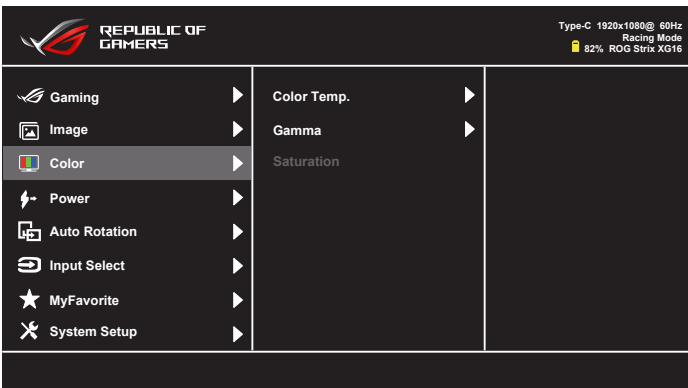 REPUBLIC OF
GAMERS
Type-C 1920x1080@ 60Hz
Racing Mode
82% ROG Strix XG16
Gaming
Image
Color
Power
Auto Rotation
Input Select
MyFavorite
System Setup
Color Temp.
Gamma
Saturation